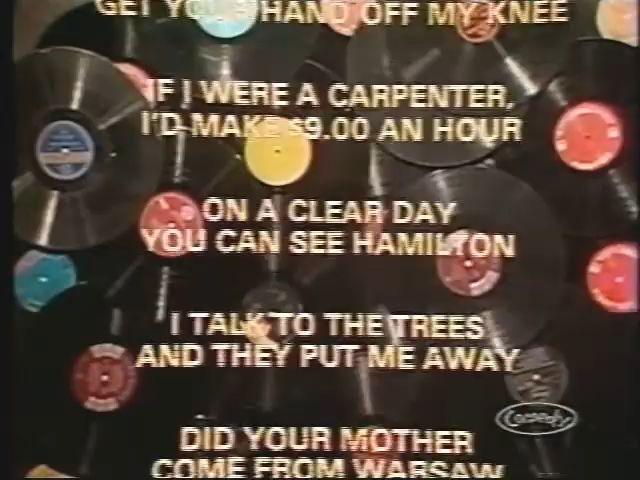 GET YOUR HAND OFF MY KNEE
IF I WERE A CARPENTER,
I'D MAKE $9.00 AN HOUR
ON A CLEAR DAY
YOU CAN SEE HAMILTON
I TALK TO THE TREES
AND THEY PUT ME AWAY
Comedy
DID YOUR MOTHER
COME FROM WARSAW